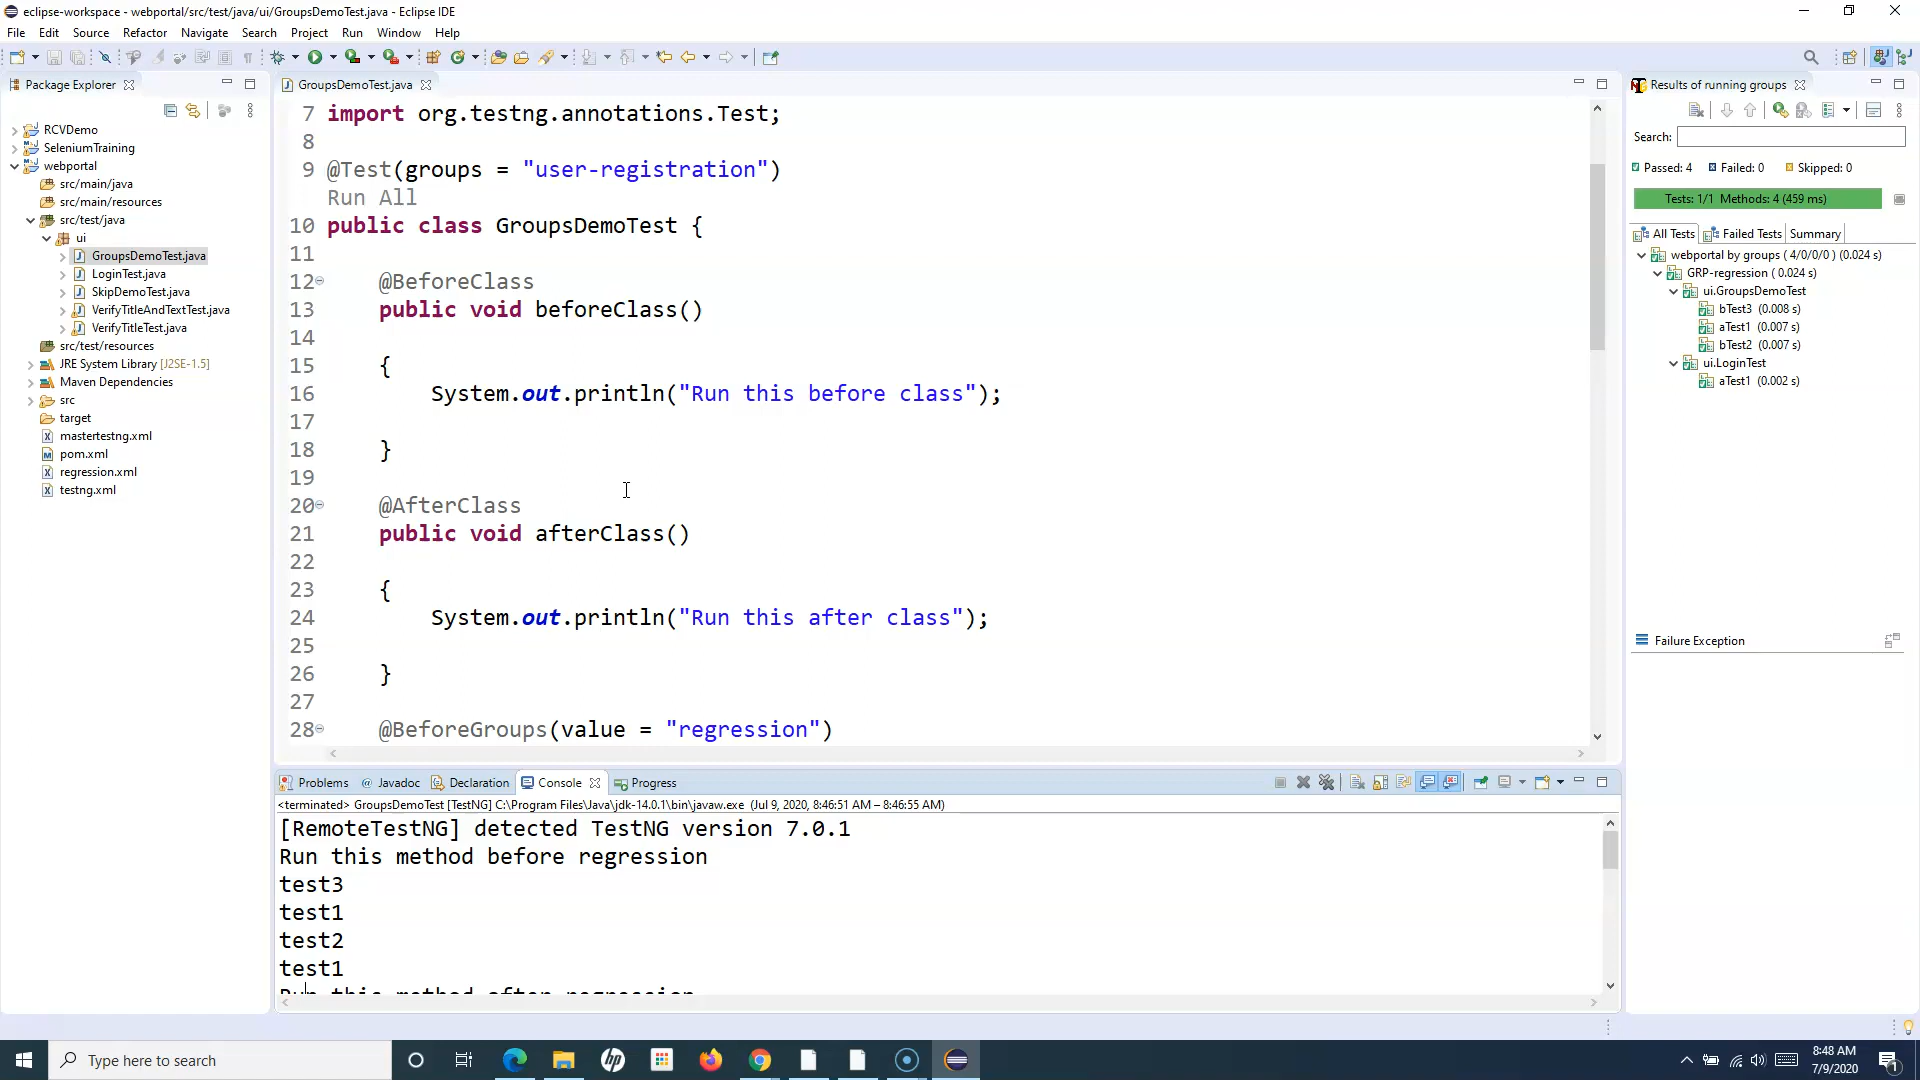 eclipse-workspace - webportal/src/test/java/ui/GroupsDemoTest.java - Eclipse IDE
File Edit Source Refactor Navigate Search Project Run Window Help
Package Explorer
RCVDemo
SeleniumTraining
webportal
src/main/java
src/main/resources
src/test/java
ui
GroupsDemoTest.java
LoginTest.java
SkipDemoTest.java
VerifyTitleAndTextTest.java
VerifyTitleTest.java
src/test/resources
JRE System Library [J2SE-1.5]
Maven Dependencies
src
target
mastertestng.xml
pom.xml
regression.xml
testng.xml
GroupsDemoTest.java
7 import org.testng.annotations.Test;
8
9 @Test(groups = "user-registration")
Run All
10 public class GroupsDemoTest {
11
12 @BeforeClass
13 public void beforeClass()
14
15 {
16 System.out.println("Run this before class");
17
18 }
19
20 @AfterClass
21 public void afterClass()
22
23 {
24 System.out.println("Run this after class");
25
26 }
27
28 @BeforeGroups(value = "regression")
Problems @ Javadoc Declaration Console Progress
<terminated> GroupsDemoTest [TestNG] C:\Program Files\Java\jdk-14.0.1\bin\javaw.exe (Jul 9, 2020, 8:46:51 AM – 8:46:55 AM)
[RemoteTestNG] detected TestNG version 7.0.1
Run this method before regression
test3
test1
test2
test1
Run this method after regression
Results of running groups
Search:
Passed: 4 Failed: 0 Skipped: 0
Tests: 1/1 Methods: 4 (459 ms)
All Tests Failed Tests Summary
webportal by groups ( 4/0/0/0 ) (0.024 s)
GRP-regression ( 0.024 s)
ui.GroupsDemoTest
bTest3 (0.008 s)
aTest1 (0.007 s)
bTest2 (0.007 s)
ui.LoginTest
aTest1 (0.002 s)
Failure Exception
Type here to search
hp
8:48 AM
7/9/2020
1